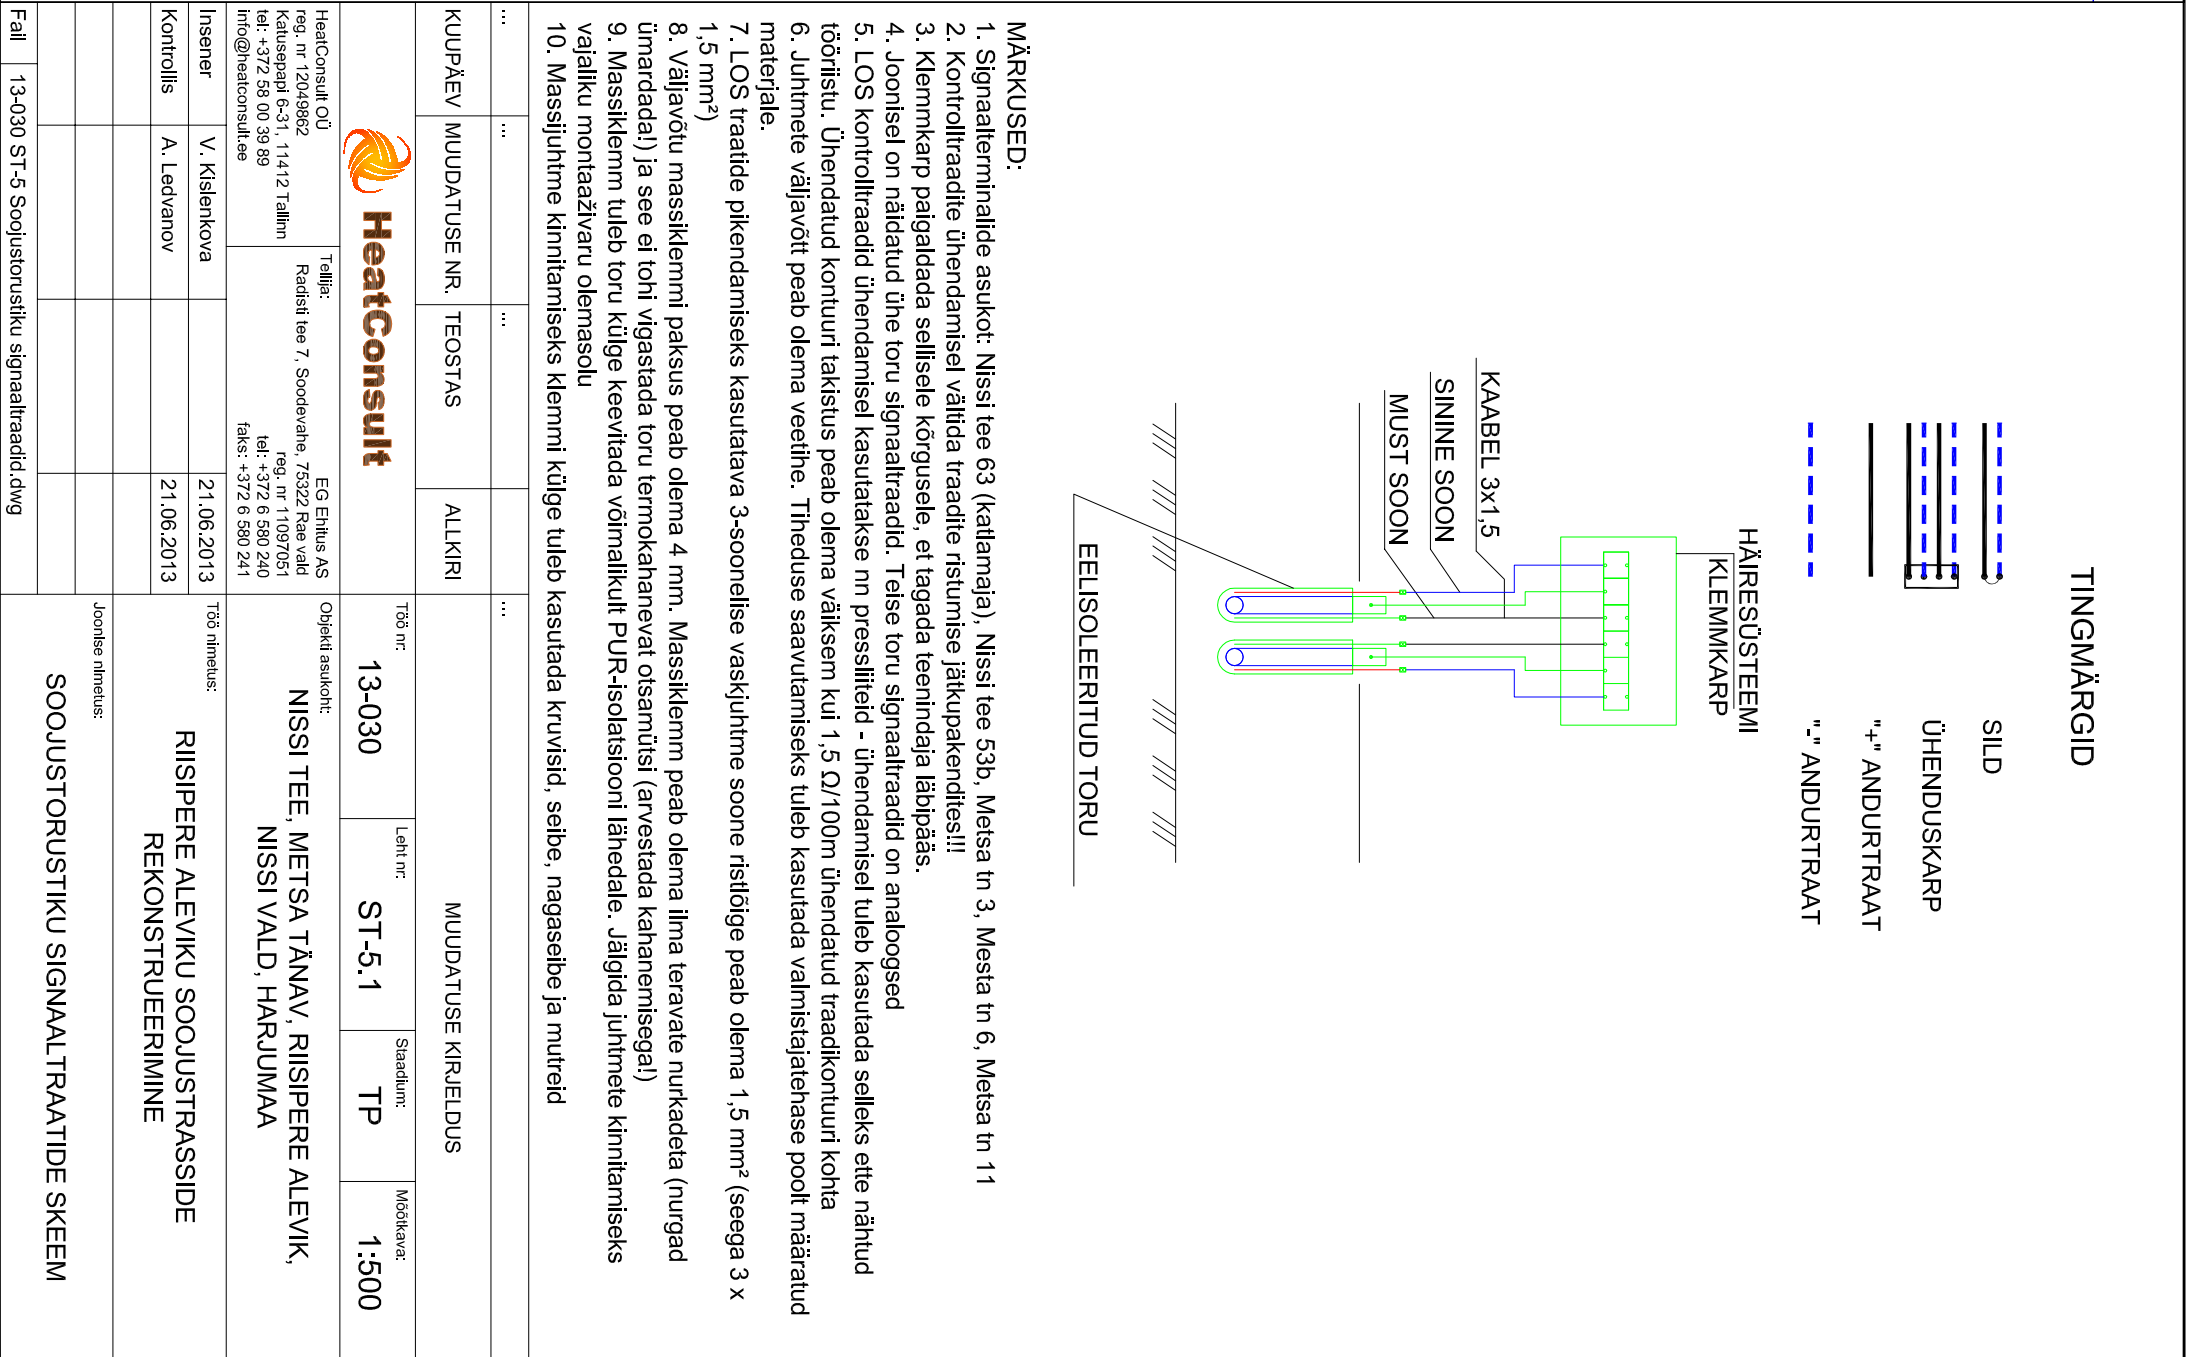 TINGMÄRGID
SILD
ÜHENDUSKARP
"+" ANDURTRAAT
"-" ANDURTRAAT
HÄIRESÜSTEEMI
KLEMMKARP
KAABEL 3x1,5
SININE SOON
MUST SOON
EELISOLEERITUD TORU
MÄRKUSED:
1. Signaalterminalide asukot: Nissi tee 63 (katlamaja), Nissi tee 53b, Metsa tn 3, Mesta tn 6, Metsa tn 11
2. Kontrolltraadite ühendamisel vältida traadite ristumise jätkupakendites!!!
3. Klemmkarp paigaldada sellisele kõrgusele, et tagada teenindaja läbipääs.
4. Joonisel on näidatud ühe toru signaaltraadid. Teise toru signaaltraadid on analoogsed
5. LOS kontrolltraadid ühendamisel kasutatakse nn pressliiteid - ühendamisel tuleb kasutada selleks ette nähtud
tööriistu. Ühendatud kontuuri takistus peab olema väiksem kui 1,5 Ω/100m ühendatud traadikontuuri kohta
6. Juhtmete väljavõtt peab olema veetihe. Tiheduse saavutamiseks tuleb kasutada valmistajatehase poolt määratud
materjale.
7. LOS traatide pikendamiseks kasutatava 3-soonelise vaskjuhtme soone ristlõige peab olema 1,5 mm² (seega 3 x
1,5 mm²)
8. Väljavõtu massiklemmi paksus peab olema 4 mm. Massiklemm peab olema ilma teravate nurkadeta (nurgad
ümardada!) ja see ei tohi vigastada toru termokahanevat otsamütsi (arvestada kahanemisega!)
9. Massiklemm tuleb toru külge keevitada võimalikult PUR-isolatsiooni lähedale. Jälgida juhtmete kinnitamiseks
vajaliku montaaživaru olemasolu
10. Massijuhtme kinnitamiseks klemmi külge tuleb kasutada kruvisid, seibe, nagaseibe ja mutreid
... ... ... ...
KUUPÄEV MUUDATUSE NR. TEOSTAS ALLKIRI MUUDATUSE KIRJELDUS
HeatConsult
Töö nr:
13-030
Leht nr:
ST-5.1
Staadium:
TP
Mõõtkava:
1:500
HeatConsult OÜ
reg. nr 12049862
Katusepapi 6-31, 11412 Tallinn
tel: +372 58 00 39 89
info@heatconsult.ee
Tellija:
EG Ehitus AS
Radisti tee 7, Soodevahe, 75322 Rae vald
reg. nr 11097051
tel: +372 6 580 240
faks: +372 6 580 241
Objekti asukoht:
NISSI TEE, METSA TÄNAV, RIISIPERE ALEVIK,
NISSI VALD, HARJUMAA
Insener V. Kislenkova 21.06.2013
Kontrollis A. Ledvanov 21.06.2013
Töö nimetus:
RIISIPERE ALEVIKU SOOJUSTRASSIDE
REKONSTRUEERIMINE
Joonise nimetus:
SOOJUSTORUSTIKU SIGNAALTRAATIDE SKEEM
Fail 13-030 ST-5 Soojustorustiku signaaltraadid.dwg